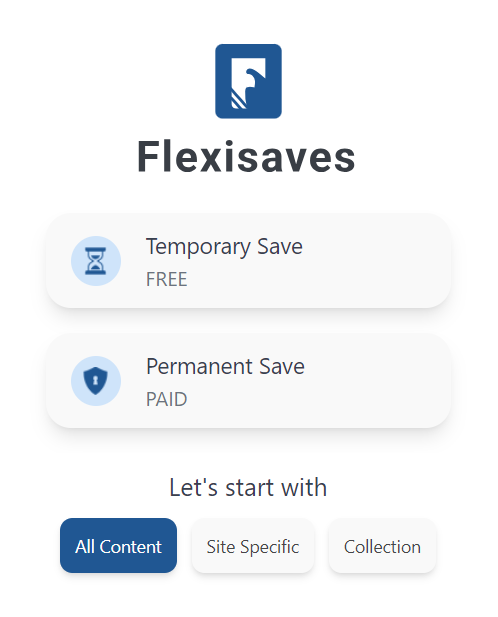 Flexisaves
Temporary Save
FREE
Permanent Save
PAID
Let's start with
All Content
Site Specific
Collection